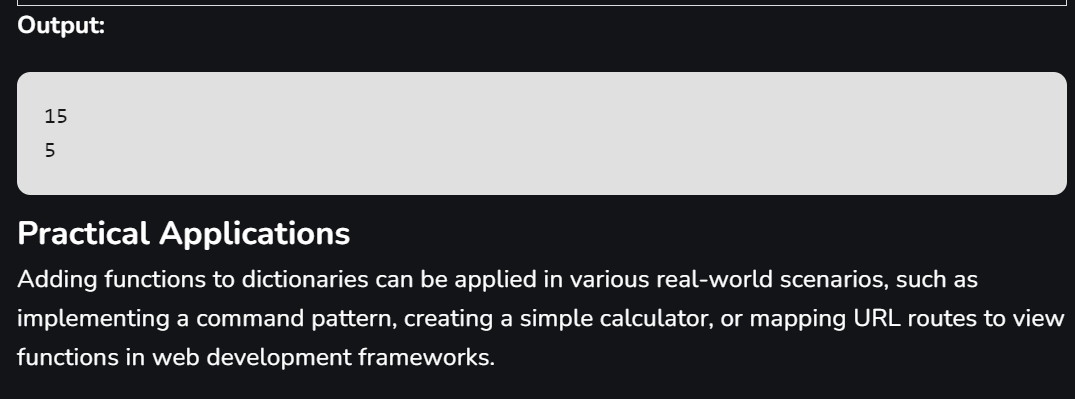 Output:
15
5
Practical Applications
Adding functions to dictionaries can be applied in various real-world scenarios, such as
implementing a command pattern, creating a simple calculator, or mapping URL routes to view
functions in web development frameworks.